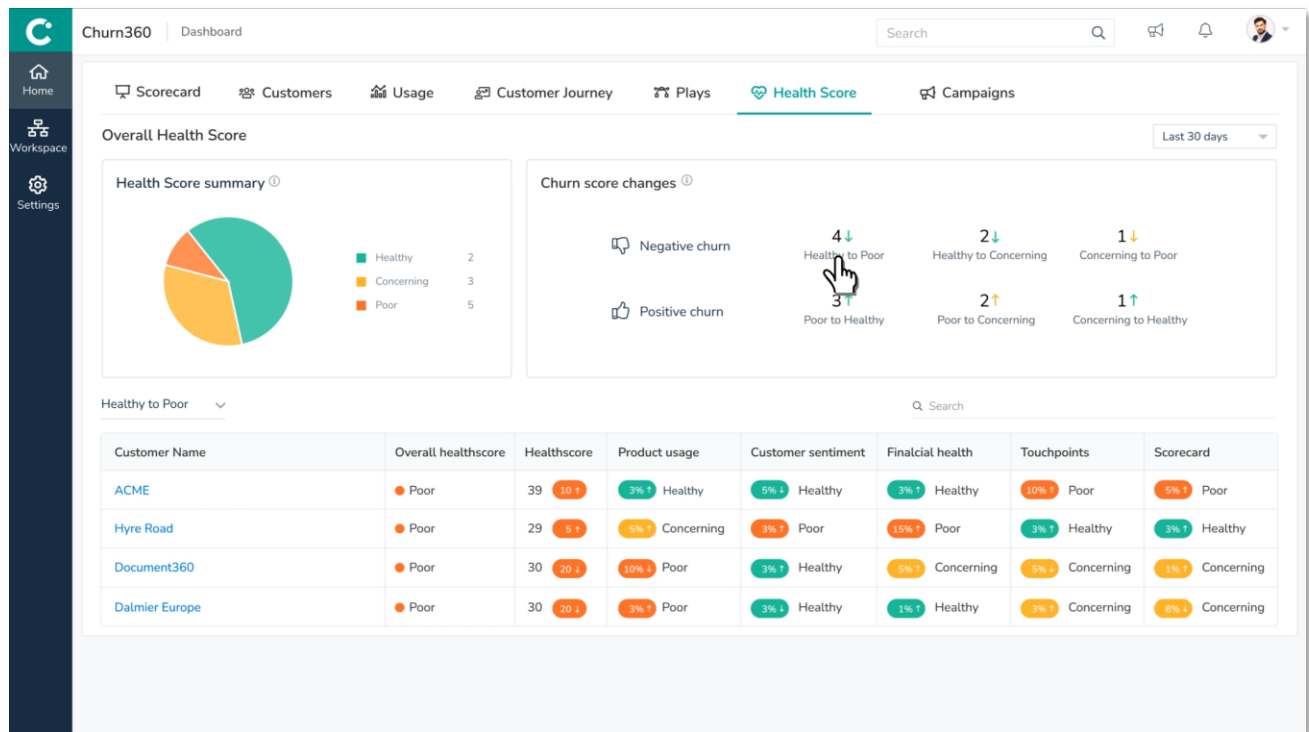 Churn360 Dashboard Search
Home
Workspace
Settings
Scorecard Customers Usage Customer Journey Plays Health Score Campaigns
Overall Health Score Last 30 days
Health Score summary
Healthy 2
Concerning 3
Poor 5
Churn score changes
Negative churn
4↓ 2↓ 1↓
Healthy to Poor Healthy to Concerning Concerning to Poor
Positive churn
3↑ 2↑ 1↑
Poor to Healthy Poor to Concerning Concerning to Healthy
Healthy to Poor Search
Customer Name Overall healthscore Healthscore Product usage Customer sentiment Finalcial health Touchpoints Scorecard
ACME Poor 39 10 ↑ 3% ↑ Healthy 5% ↓ Healthy 3% ↑ Healthy 10% ↑ Poor 5% ↑ Poor
Hyre Road Poor 29 5 ↑ 5% ↑ Concerning 3% ↑ Poor 15% ↑ Poor 3% ↑ Healthy 3% ↑ Healthy
Document360 Poor 30 20 ↓ 10% ↓ Poor 3% ↑ Healthy 5% ↑ Concerning 5% ↓ Concerning 1% ↑ Concerning
Dalmier Europe Poor 30 20 ↓ 3% ↑ Poor 3% ↓ Healthy 1% ↑ Healthy 3% ↑ Concerning 8% ↓ Concerning